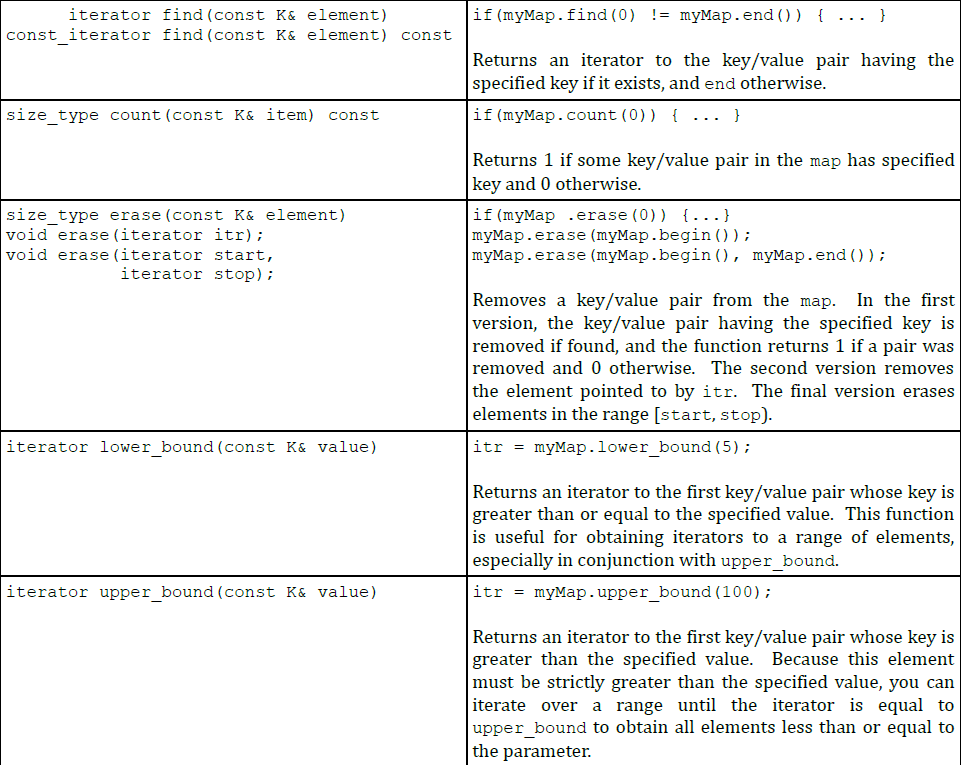 iterator find(const K& element)
const_iterator find(const K& element) const
if(myMap.find(0) != myMap.end()) { ... }
Returns an iterator to the key/value pair having the
specified key if it exists, and end otherwise.
size_type count(const K& item) const
if(myMap.count(0)) { ... }
Returns 1 if some key/value pair in the map has specified
key and 0 otherwise.
size_type erase(const K& element)
void erase(iterator itr);
void erase(iterator start,
iterator stop);
if(myMap .erase(0)) {...}
myMap.erase(myMap.begin());
myMap.erase(myMap.begin(), myMap.end());
Removes a key/value pair from the map. In the first
version, the key/value pair having the specified key is
removed if found, and the function returns 1 if a pair was
removed and 0 otherwise. The second version removes
the element pointed to by itr. The final version erases
elements in the range [start, stop).
iterator lower_bound(const K& value)
itr = myMap.lower_bound(5);
Returns an iterator to the first key/value pair whose key is
greater than or equal to the specified value. This function
is useful for obtaining iterators to a range of elements,
especially in conjunction with upper_bound.
iterator upper_bound(const K& value)
itr = myMap.upper_bound(100);
Returns an iterator to the first key/value pair whose key is
greater than the specified value. Because this element
must be strictly greater than the specified value, you can
iterate over a range until the iterator is equal to
upper_bound to obtain all elements less than or equal to
the parameter.